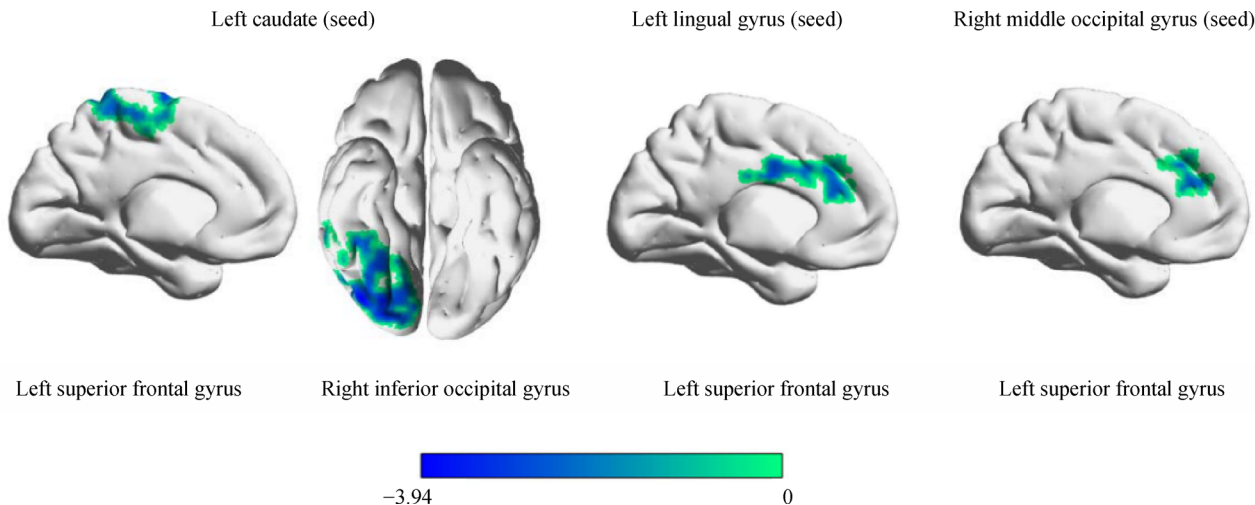 Left caudate (seed)
Left lingual gyrus (seed)
Right middle occipital gyrus (seed)
Left superior frontal gyrus
Right inferior occipital gyrus
Left superior frontal gyrus
Left superior frontal gyrus
−3.94
0